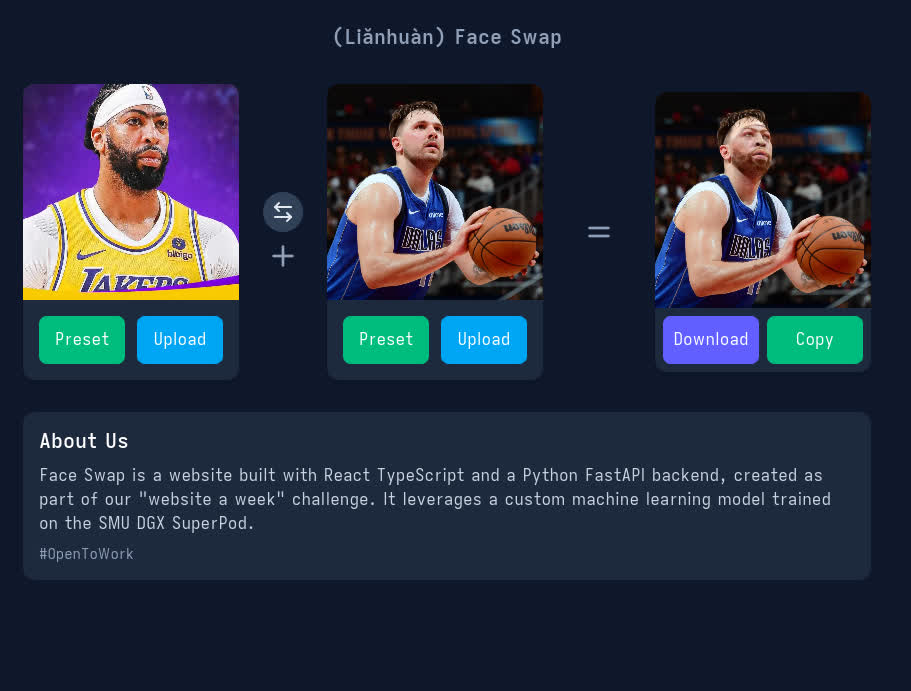 (Liǎnhuàn) Face Swap
LAKERS
bibigo
DALLAS
DALLAS
Preset
Upload
Preset
Upload
Download
Copy
About Us
Face Swap is a website built with React TypeScript and a Python FastAPI backend, created as
part of our "website a week" challenge. It leverages a custom machine learning model trained
on the SMU DGX SuperPod.
#OpenToWork